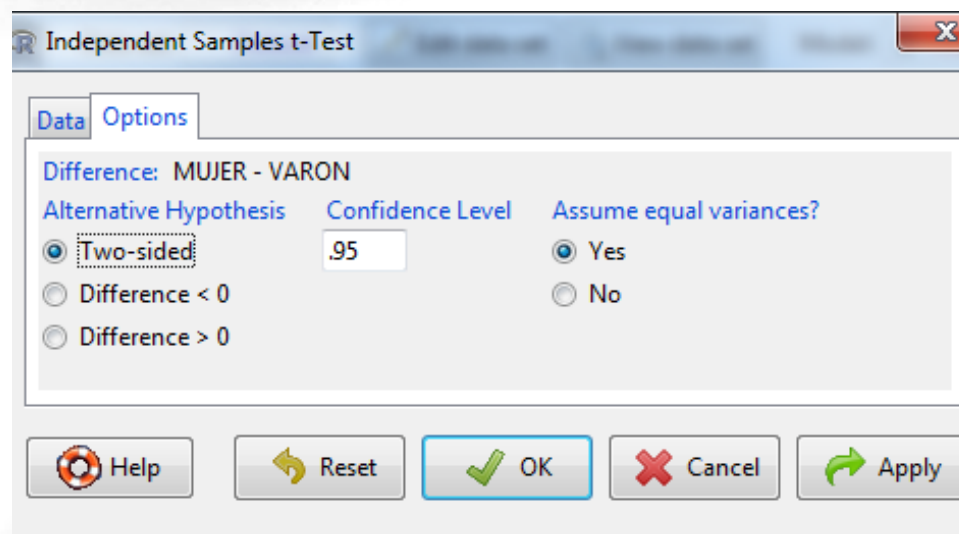 Independent Samples t-Test
Data Options
Difference: MUJER - VARON
Alternative Hypothesis Confidence Level Assume equal variances?
Two-sided .95 Yes
Difference < 0 No
Difference > 0
Help Reset OK Cancel Apply